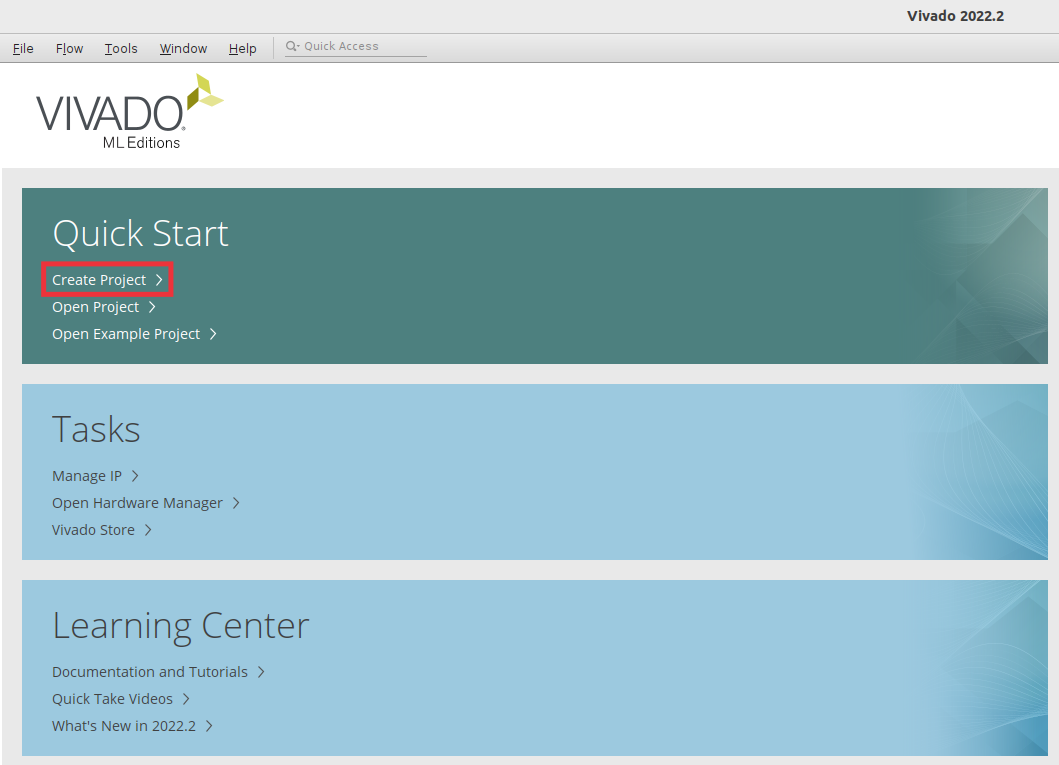 Vivado 2022.2
File Flow Tools Window Help Quick Access
VIVADO®
ML Editions
Quick Start
Create Project >
Open Project >
Open Example Project >
Tasks
Manage IP >
Open Hardware Manager >
Vivado Store >
Learning Center
Documentation and Tutorials >
Quick Take Videos >
What's New in 2022.2 >